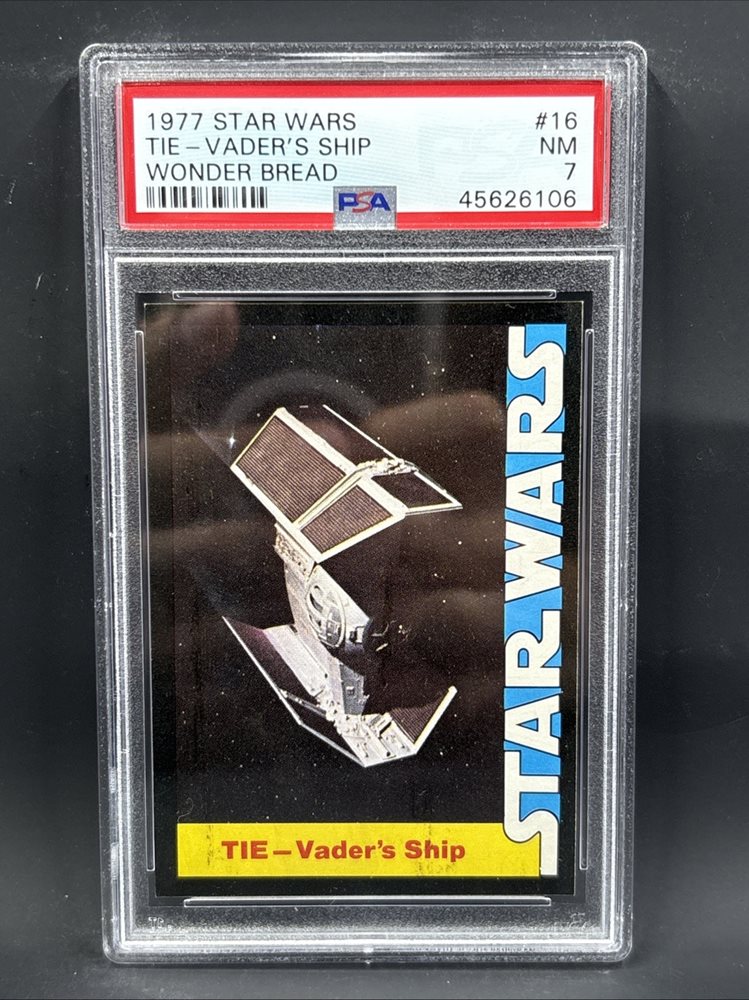 1977 STAR WARS #16
TIE – VADER'S SHIP NM
WONDER BREAD 7
PSA 45626106
STAR WARS
TIE – Vader's Ship